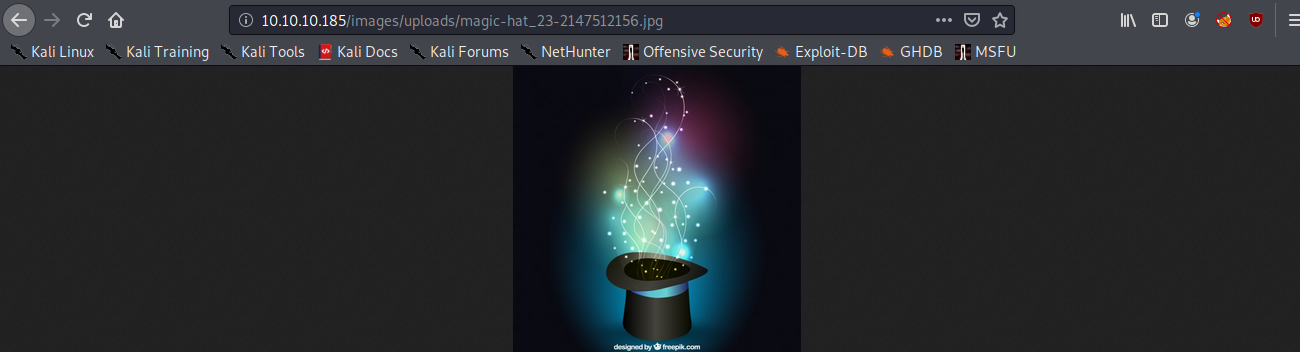 10.10.10.185/images/uploads/magic-hat_23-2147512156.jpg
Kali Linux Kali Training Kali Tools Kali Docs Kali Forums NetHunter Offensive Security Exploit-DB GHDB MSFU
designed by freepik.com